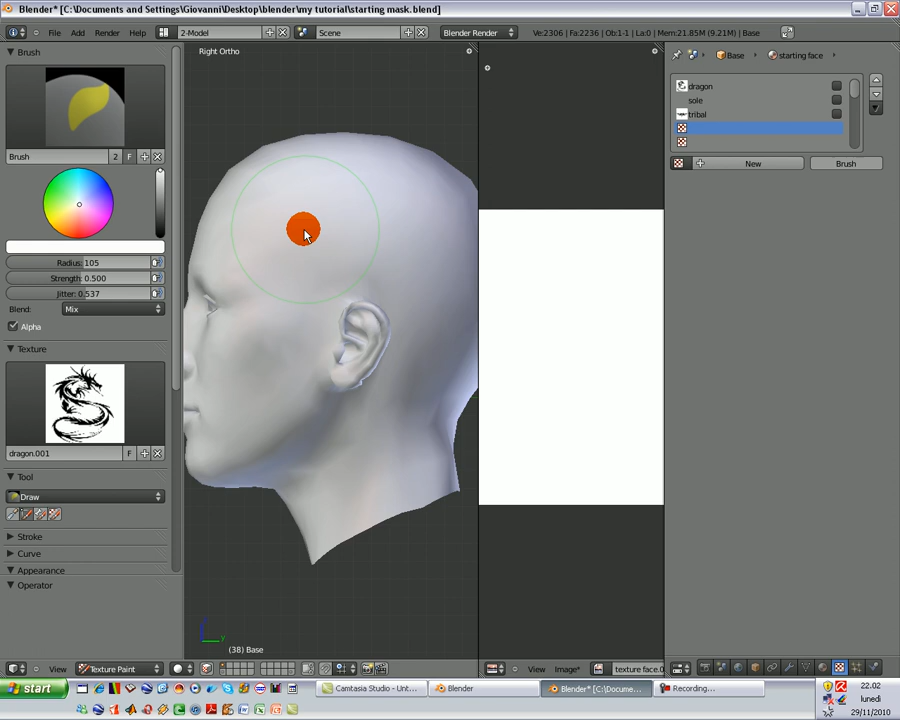 Blender* [C:\Documents and Settings\Giovanni\Desktop\blender\my tutorial\starting mask.blend]
File Add Render Help 2-Model Scene Blender Render Ve:2306 | Fa:2236 | Ob:1-1 | La:0 | Mem:21.85M (9.21M) | Base
Brush
Brush 2 F
Radius: 105
Strength: 0.500
Jitter: 0.537
Blend: Mix
Alpha
Texture
dragon.001 F
Tool
Draw
Stroke
Curve
Appearance
Operator
Right Ortho
(38) Base
View Texture Paint
View Image* texture face.0
Base starting face
dragon
sole
tribal
New Brush
start Camtasia Studio - Unt... Blender Blender* [C:\Docume... Recording...
22.02
lunedì
29/11/2010